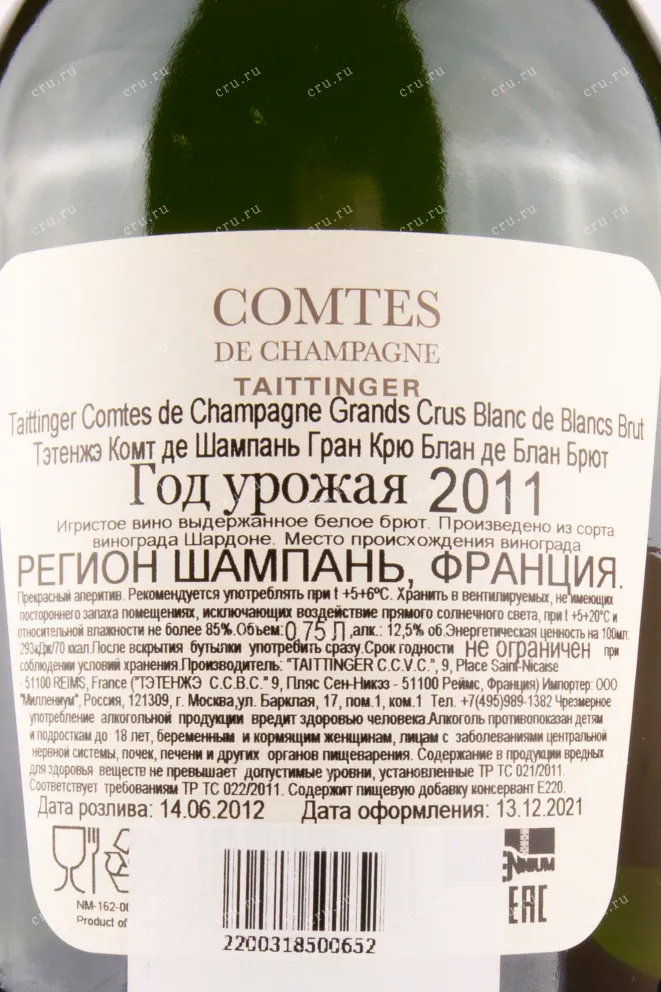 COMTES
DE CHAMPAGNE
TAITTINGER
Taittinger Comtes de Champagne Grands Crus Blanc de Blancs Brut
Тэтенжэ Комт де Шампань Гран Крю Блан де Блан Брют
Год урожая 2011
Игристое вино выдержанное белое брют. Произведено из сорта
винограда Шардоне. Место происхождения винограда
РЕГИОН ШАМПАНЬ, ФРАНЦИЯ.
Прекрасный аперитив. Рекомендуется употреблять при t +5+6°С. Хранить в вентилируемых, не имеющих
постороннего запаха помещениях, исключающих воздействие прямого солнечного света, при t +5+20°С и
относительной влажности не более 85%.Объем:0,75 Л,алк.: 12,5% об.Энергетическая ценность на 100мл:
293кДж/70 ккал.После вскрытия бутылки употребить сразу.Срок годности не ограничен при
соблюдении условий хранения.Производитель: "TAITTINGER C.C.V.C.", 9, Place Saint-Nicaise
- 51100 REIMS, France ("ТЭТЕНЖЭ С.С.В.С." 9, Пляс Сен-Никэз - 51100 Реймс, Франция) Импортер: ООО
"Миллениум", Россия, 121309, г. Москва,ул. Барклая, 17, пом.1, ком.1 Тел. +7(495)989-1382 Чрезмерное
употребление алкогольной продукции вредит здоровью человека.Алкоголь противопоказан детям
и подросткам до 18 лет, беременным и кормящим женщинам, лицам с заболеваниями центральной
нервной системы, почек, печени и других органов пищеварения. Содержание в продукции вредных
для здоровья веществ не превышает допустимые уровни, установленные ТР ТС 021/2011.
Соответствует требованиям ТР ТС 022/2011. Содержит пищевую добавку консервант Е220.
Дата розлива: 14.06.2012 Дата оформления: 13.12.2021
NM-162-00
Product of
ENNIUM
EAC
2200318500652
cru.ru